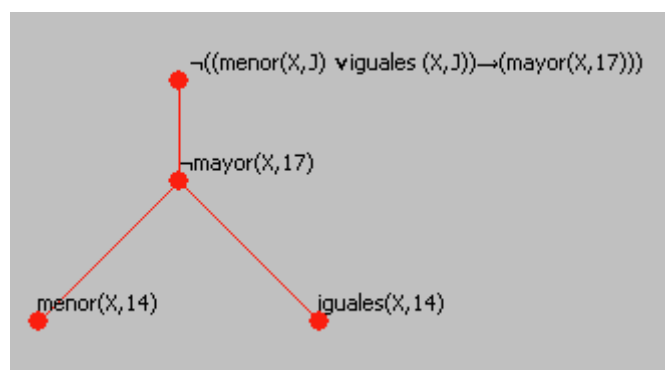 ¬((menor(X,J) ∨iguales (X,J))→(mayor(X,17)))
¬mayor(X,17)
menor(X,14)
iguales(X,14)